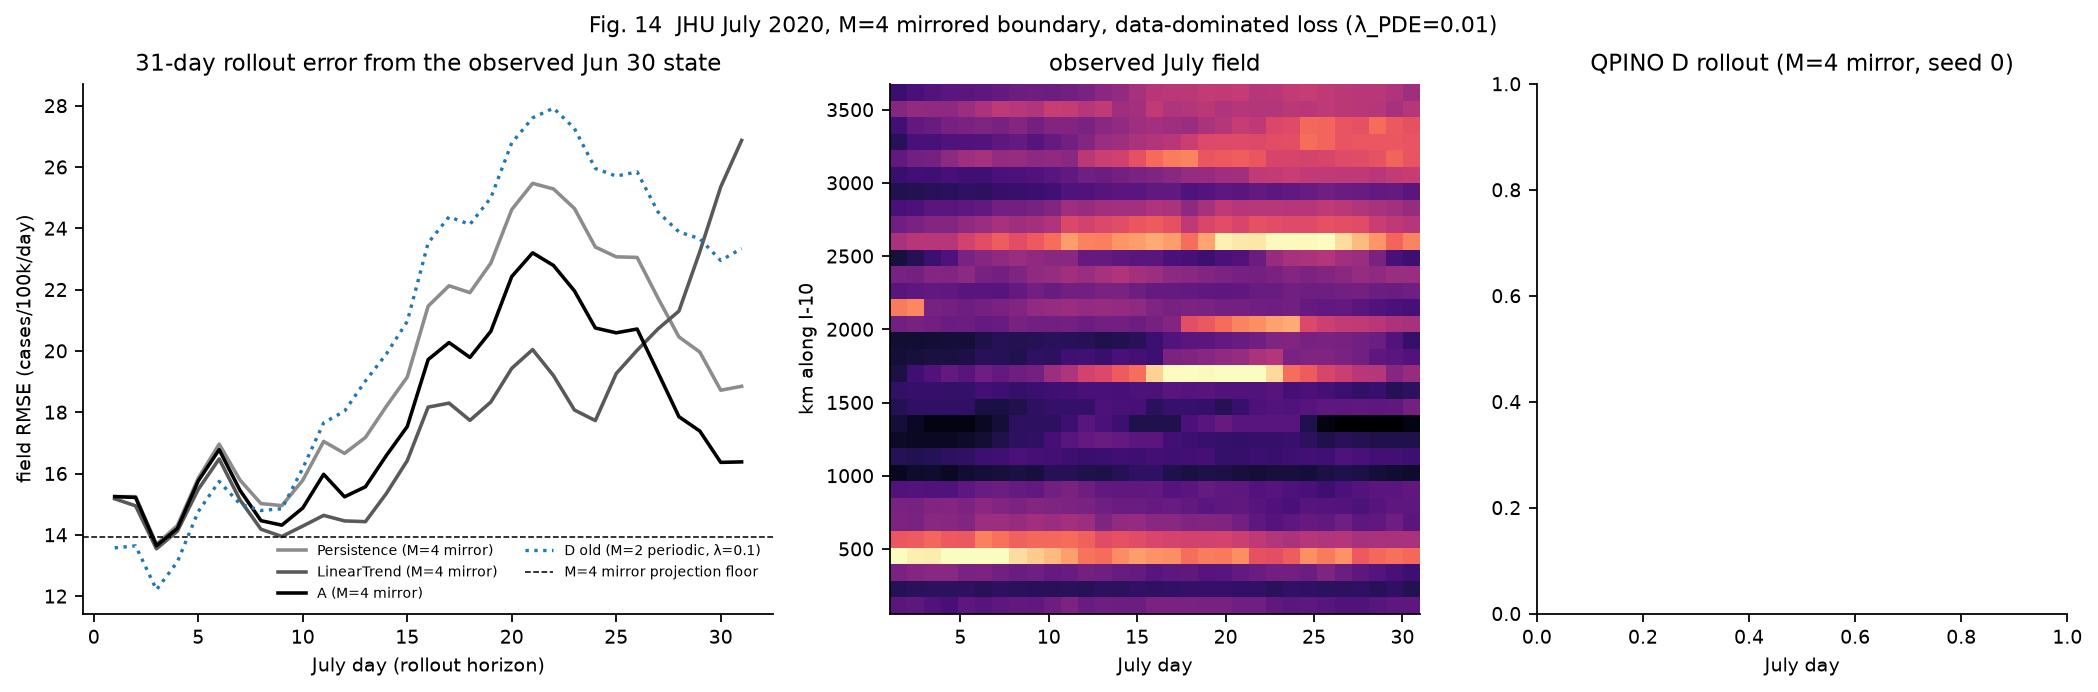 Fig. 14  JHU July 2020, M=4 mirrored boundary, data-dominated loss (λ_PDE=0.01)
31-day rollout error from the observed Jun 30 state
field RMSE (cases/100k/day)
28
26
24
22
20
18
16
14
12
Persistence (M=4 mirror)
LinearTrend (M=4 mirror)
A (M=4 mirror)
D old (M=2 periodic, λ=0.1)
M=4 mirror projection floor
0 5 10 15 20 25 30
July day (rollout horizon)
observed July field
km along I-10
3500
3000
2500
2000
1500
1000
500
5 10 15 20 25 30
July day
QPINO D rollout (M=4 mirror, seed 0)
1.0
0.8
0.6
0.4
0.2
0.0
0.0 0.2 0.4 0.6 0.8 1.0
July day